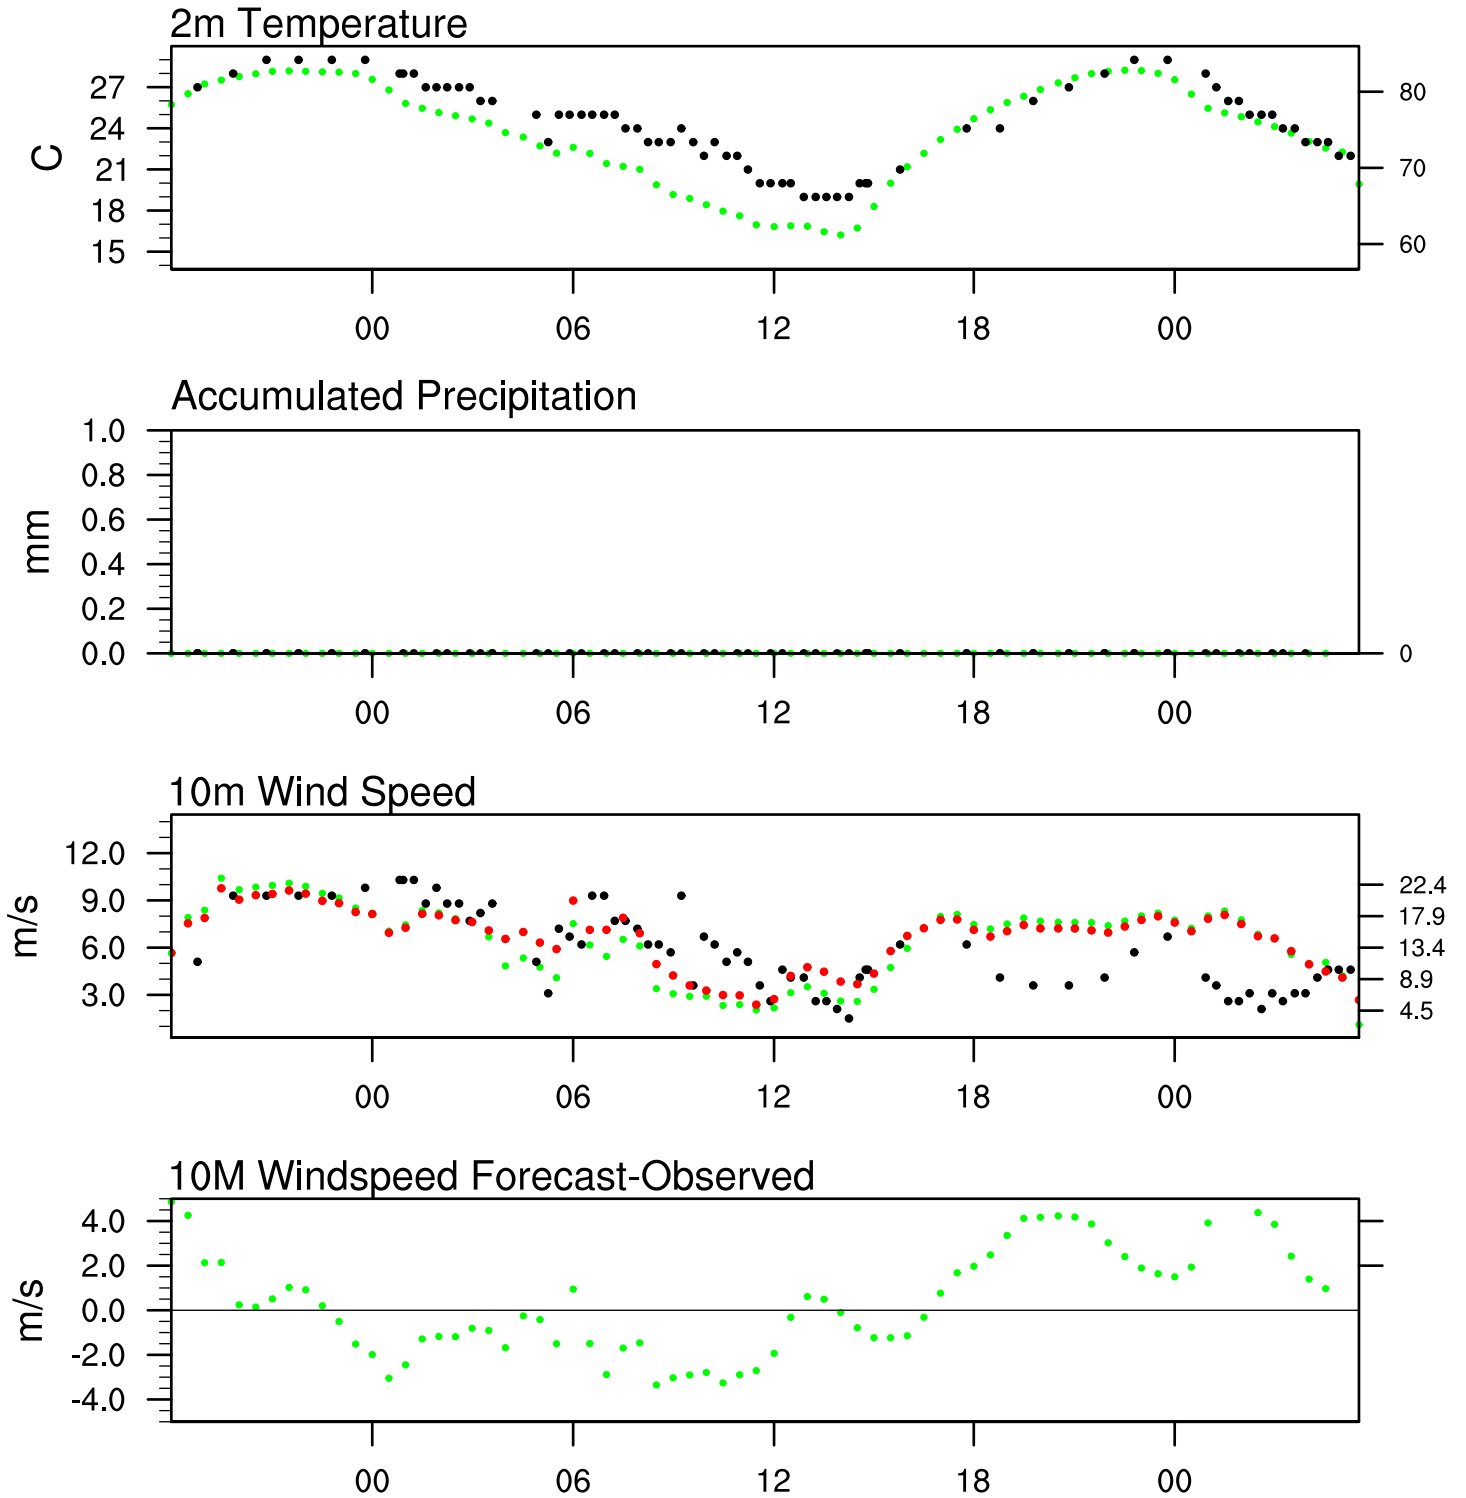 2m Temperature
27
24
21
18
15
C
80
70
60
00 06 12 18 00
Accumulated Precipitation
1.0
0.8
0.6
0.4
0.2
0.0
mm
0
00 06 12 18 00
10m Wind Speed
12.0
9.0
6.0
3.0
m/s
22.4
17.9
13.4
8.9
4.5
00 06 12 18 00
10M Windspeed Forecast-Observed
4.0
2.0
0.0
-2.0
-4.0
m/s
00 06 12 18 00